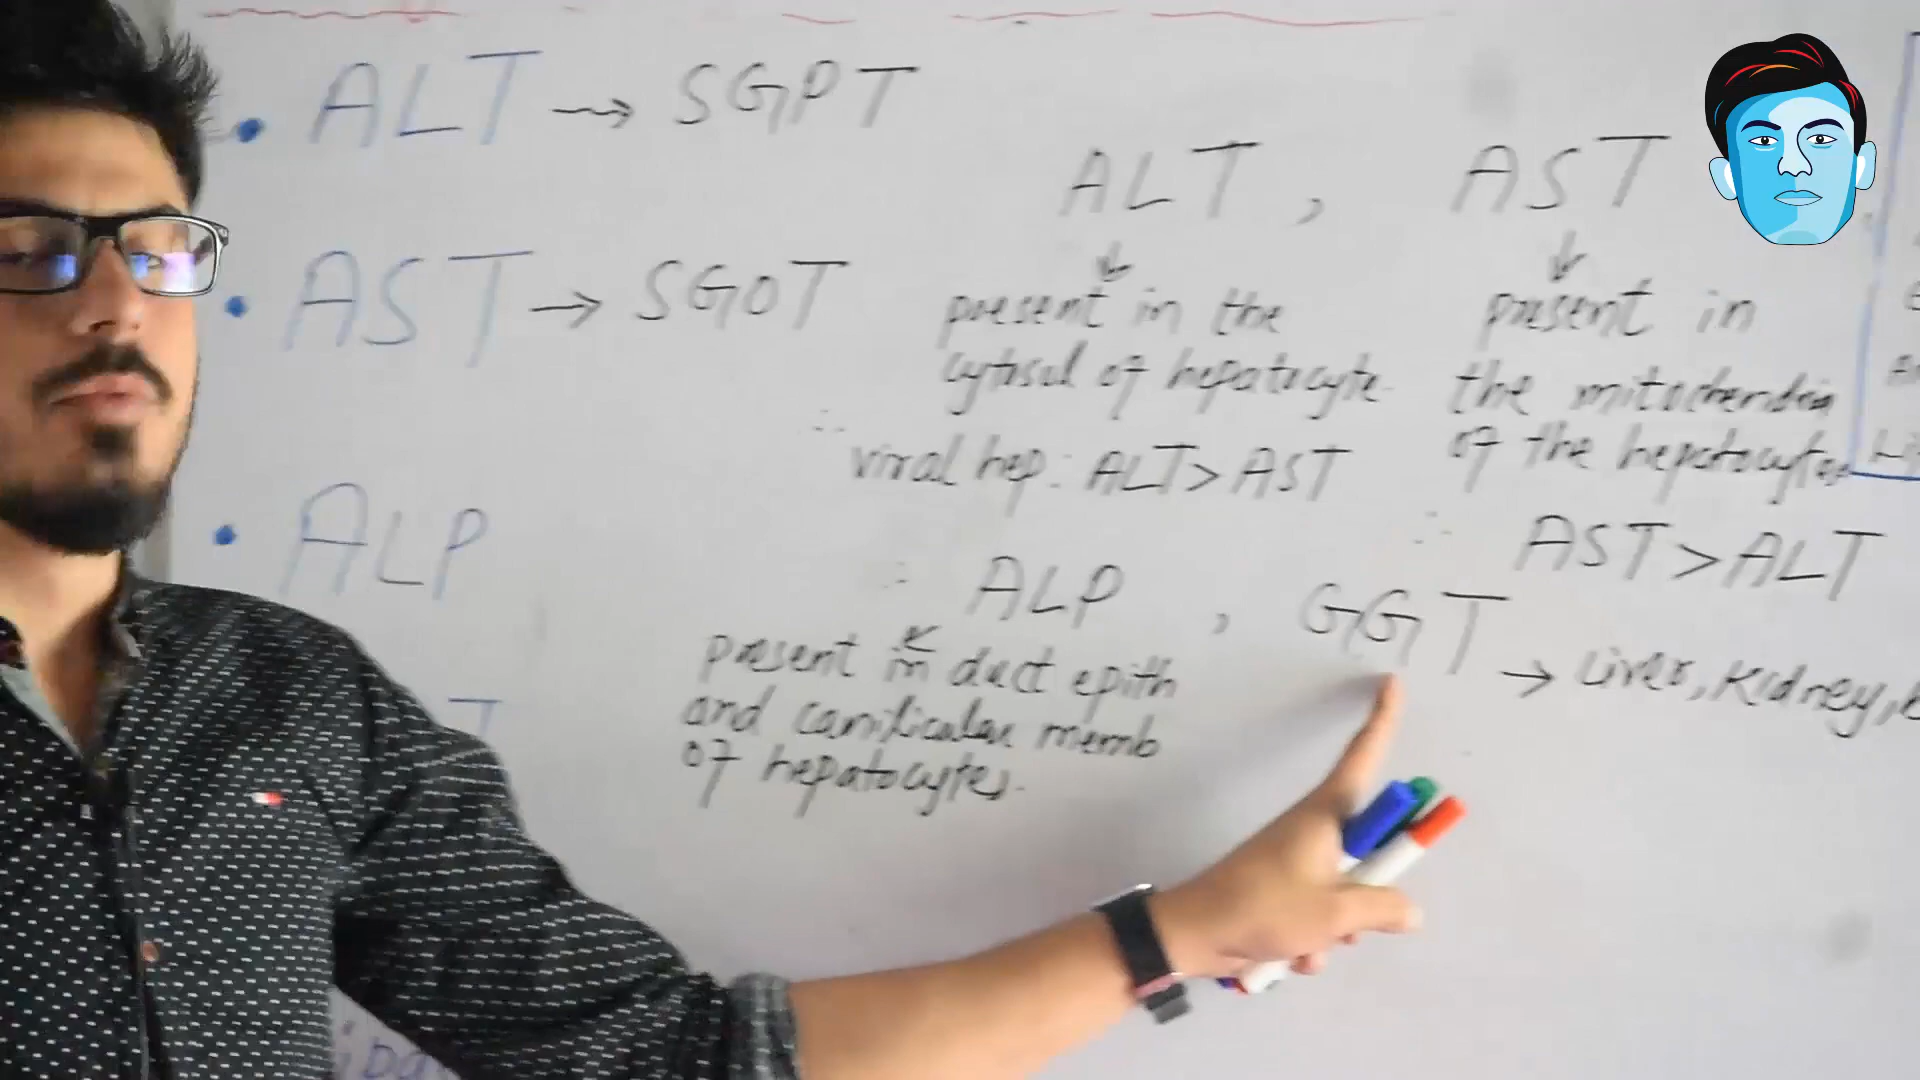 • ALT → SGPT
• AST → SGOT
• ALP
ALT , AST
present in the
cytosol of hepatocyte.
∴ viral hep: ALT > AST
present in
the mitochondria
of the hepatocytes
∴ AST > ALT
∴ ALP , GGT → Liver, Kidney,
present in duct epith
and canilicular memb
of hepatocytes.